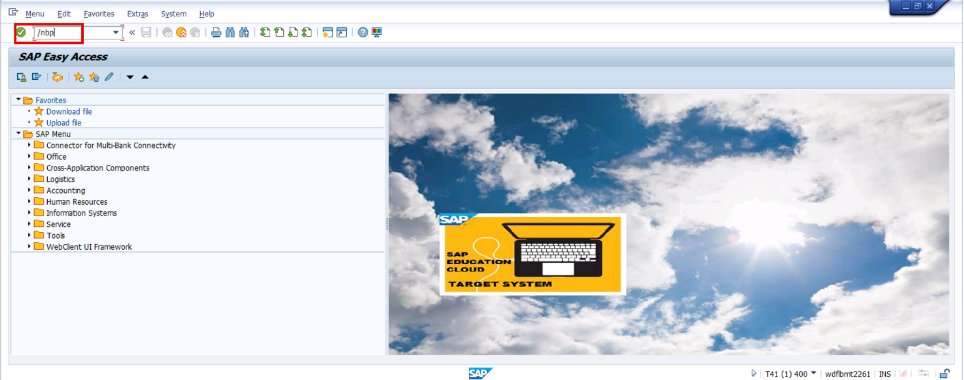 Menu Edit Favorites Extras System Help
/nbp
SAP Easy Access
Favorites
Download file
Upload file
SAP Menu
Connector for Multi-Bank Connectivity
Office
Cross-Application Components
Logistics
Accounting
Human Resources
Information Systems
Service
Tools
WebClient UI Framework
SAP
SAP
EDUCATION
CLOUD
TARGET SYSTEM
SAP
T41 (1) 400 wdflbmt2261 INS